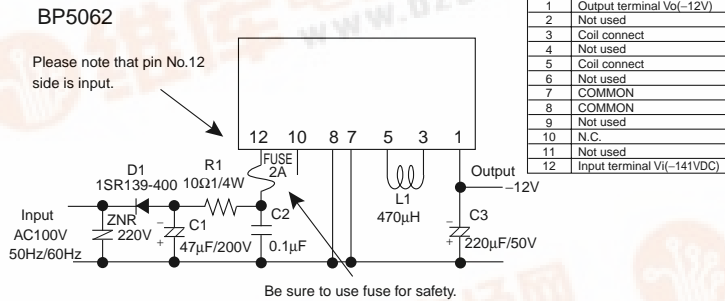 BP5062
Please note that pin No.12
side is input.
12 10 8 7 5 3 1
FUSE
2A
D1
1SR139-400
R1
10Ω1/4W
L1
470μH
Output
−12V
Input
AC100V
50Hz/60Hz
ZNR
220V
− C1
+ 47μF/200V
C2
0.1μF
− C3
+ 220μF/50V
Be sure to use fuse for safety.
1 Output terminal Vo(−12V)
2 Not used
3 Coil connect
4 Not used
5 Coil connect
6 Not used
7 COMMON
8 COMMON
9 Not used
10 N.C.
11 Not used
12 Input terminal Vi(−141VDC)